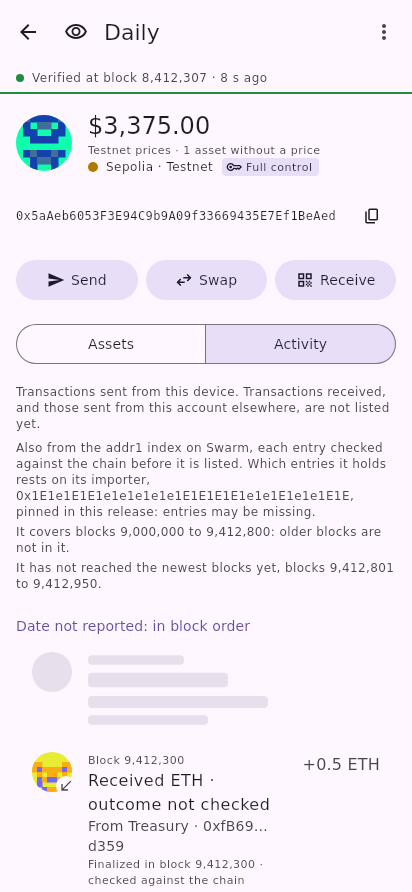 Daily
Verified at block 8,412,307 · 8 s ago
$3,375.00
Testnet prices · 1 asset without a price
Sepolia · Testnet Full control
0x5aAeb6053F3E94C9b9A09f33669435E7Ef1BeAed
Send Swap Receive
Assets Activity
Transactions sent from this device. Transactions received,
and those sent from this account elsewhere, are not listed
yet.
Also from the addr1 index on Swarm, each entry checked
against the chain before it is listed. Which entries it holds
rests on its importer,
0x1E1e1E1E1e1e1e1e1e1E1E1E1E1e1e1E1e1e1e1E,
pinned in this release: entries may be missing.
It covers blocks 9,000,000 to 9,412,800: older blocks are
not in it.
It has not reached the newest blocks yet, blocks 9,412,801
to 9,412,950.
Date not reported: in block order
Block 9,412,300
Received ETH · +0.5 ETH
outcome not checked
From Treasury · 0xfB69…
d359
Finalized in block 9,412,300 ·
checked against the chain